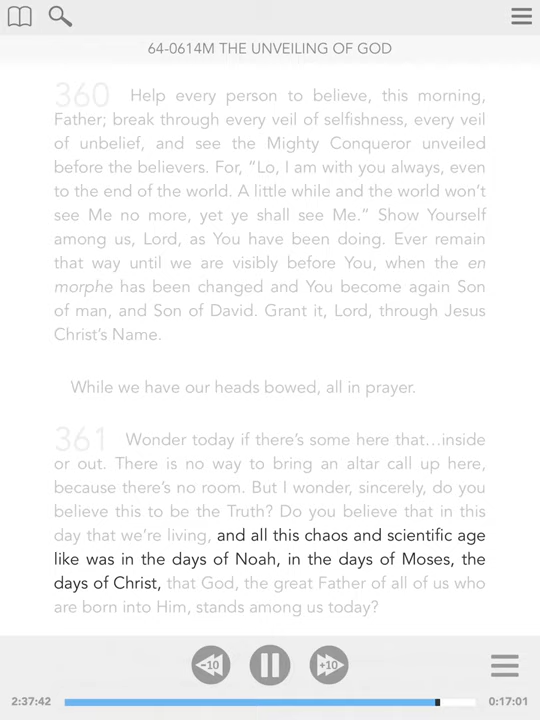 64-0614M THE UNVEILING OF GOD
360 Help every person to believe, this morning,
Father; break through every veil of selfishness, every veil
of unbelief, and see the Mighty Conqueror unveiled
before the believers. For, “Lo, I am with you always, even
to the end of the world. A little while and the world won’t
see Me no more, yet ye shall see Me.” Show Yourself
among us, Lord, as You have been doing. Ever remain
that way until we are visibly before You, when the en
morphe has been changed and You become again Son
of man, and Son of David. Grant it, Lord, through Jesus
Christ’s Name.
While we have our heads bowed, all in prayer.
361 Wonder today if there’s some here that…inside
or out. There is no way to bring an altar call up here,
because there’s no room. But I wonder, sincerely, do you
believe this to be the Truth? Do you believe that in this
day that we’re living, and all this chaos and scientific age
like was in the days of Noah, in the days of Moses, the
days of Christ, that God, the great Father of all of us who
are born into Him, stands among us today?
-10 +10
2:37:42 0:17:01